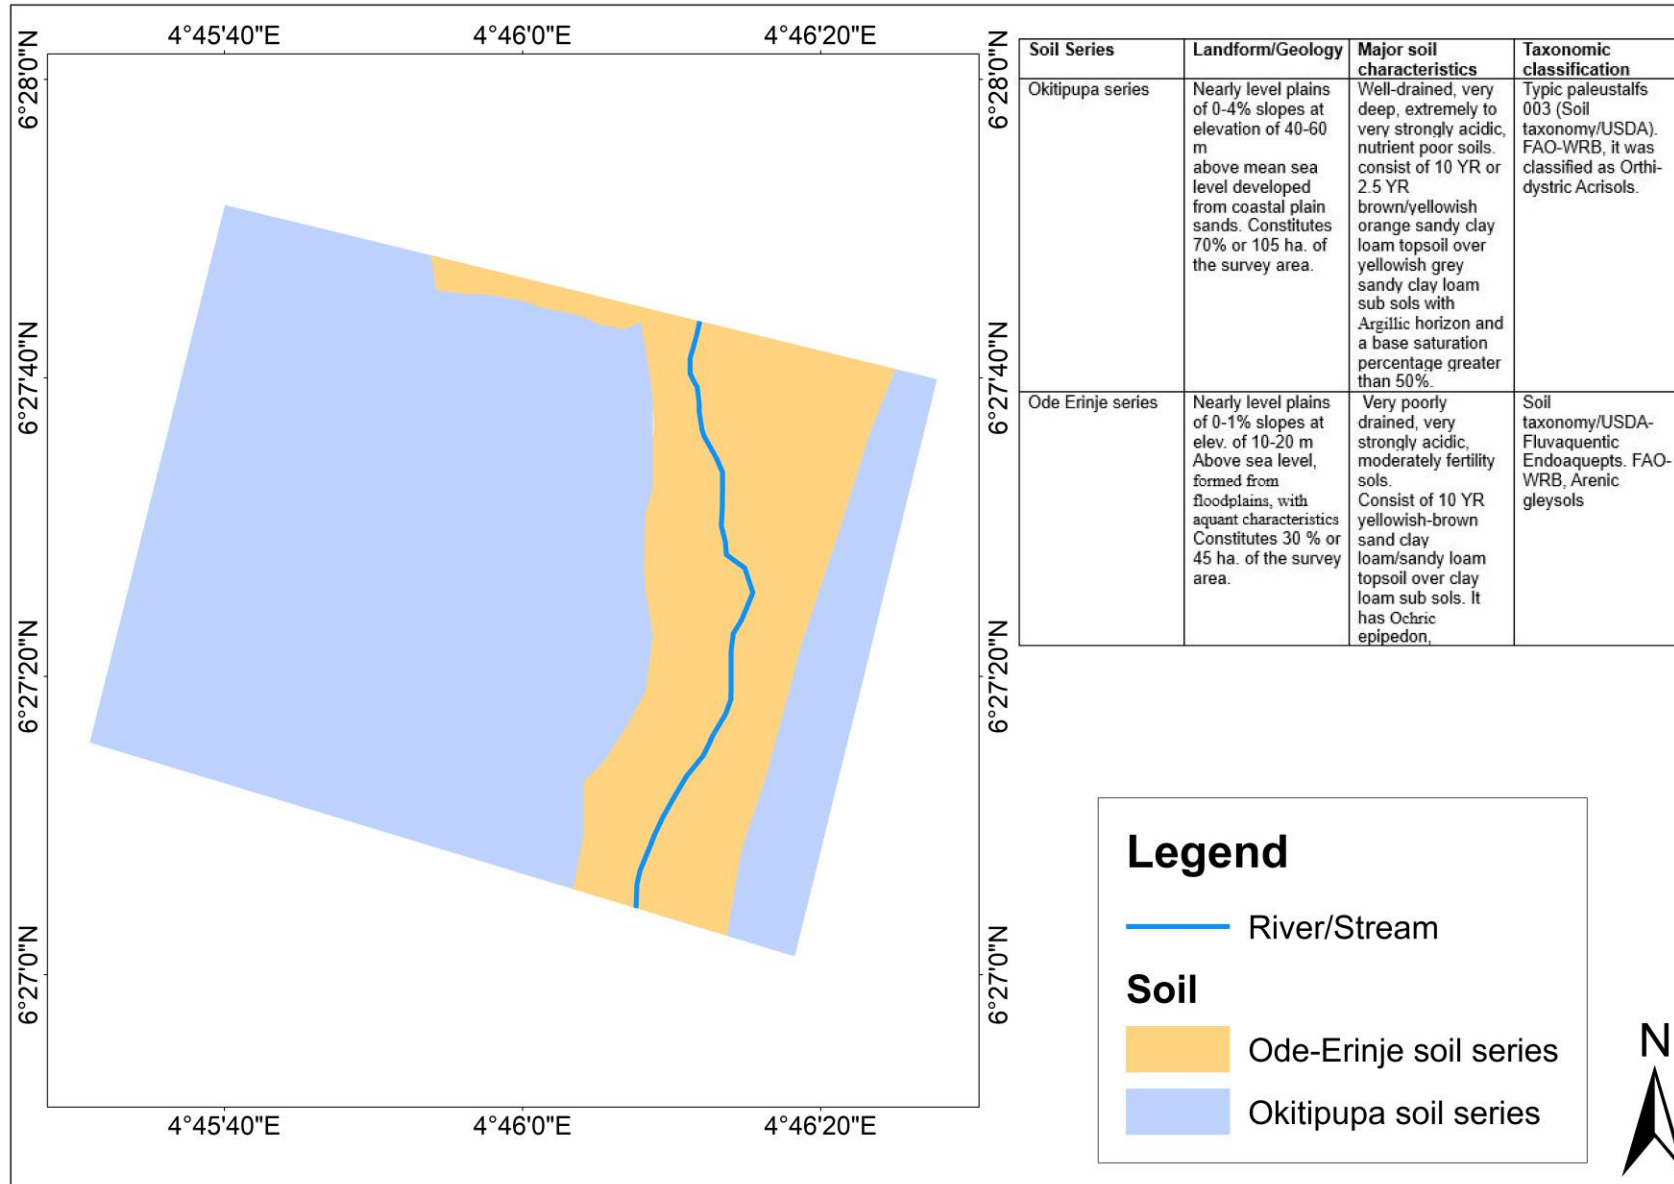 4°45'40"E
4°46'0"E
4°46'20"E
6°28'0"N
6°27'40"N
6°27'20"N
6°27'0"N
6°28'0"N
6°27'40"N
6°27'20"N
6°27'0"N
4°45'40"E
4°46'0"E
4°46'20"E
Soil Series
Landform/Geology
Major soil
characteristics
Taxonomic
classification
Okitipupa series
Nearly level plains
of 0-4% slopes at
elevation of 40-60
m
above mean sea
level developed
from coastal plain
sands. Constitutes
70% or 105 ha. of
the survey area.
Well-drained, very
deep, extremely to
very strongly acidic,
nutrient poor soils.
consist of 10 YR or
2.5 YR
brown/yellowish
orange sandy clay
loam topsoil over
yellowish grey
sandy clay loam
sub sols with
Argillic horizon and
a base saturation
percentage greater
than 50%.
Typic paleustalfs
003 (Soil
taxonomy/USDA).
FAO-WRB, it was
classified as Orthi-
dystric Acrisols.
Ode Erinje series
Nearly level plains
of 0-1% slopes at
elev. of 10-20 m
Above sea level,
formed from
floodplains, with
aquant characteristics
Constitutes 30 % or
45 ha. of the survey
area.
Very poorly
drained, very
strongly acidic,
moderately fertility
sols.
Consist of 10 YR
yellowish-brown
sand clay
loam/sandy loam
topsoil over clay
loam sub sols. It
has Ochric
epipedon,
Soil
taxonomy/USDA-
Fluvaquentic
Endoaquepts. FAO-
WRB, Arenic
gleysols
Legend
River/Stream
Soil
Ode-Erinje soil series
Okitipupa soil series
N